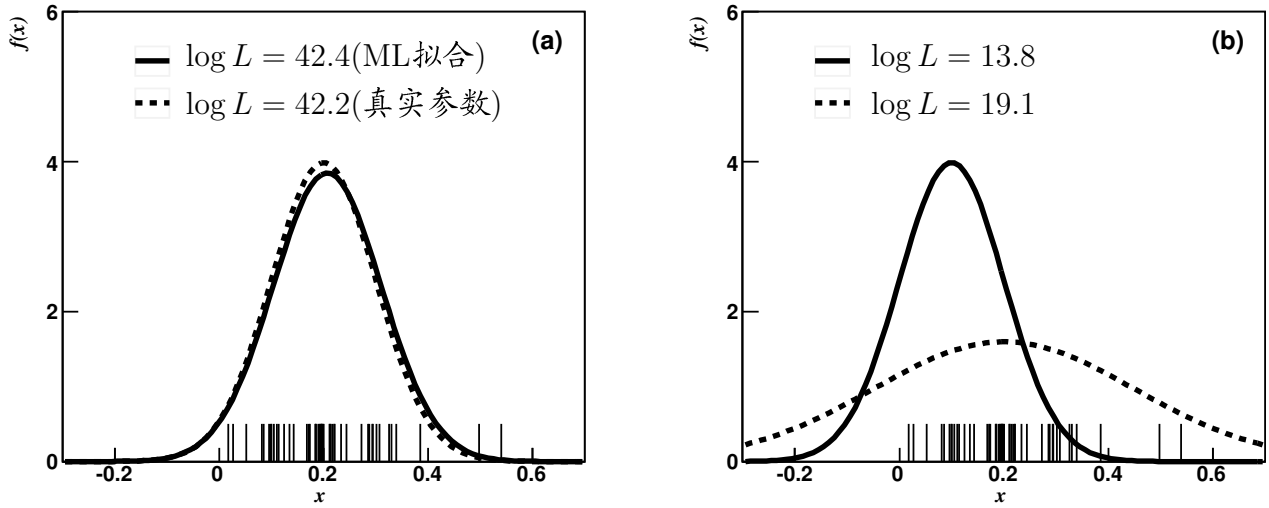 6
(a)
f(x)
log L = 42.4(ML拟合)
log L = 42.2(真实参数)
4
2
0
-0.2 0 0.2 0.4 0.6
x
6
(b)
f(x)
log L = 13.8
log L = 19.1
4
2
0
-0.2 0 0.2 0.4 0.6
x